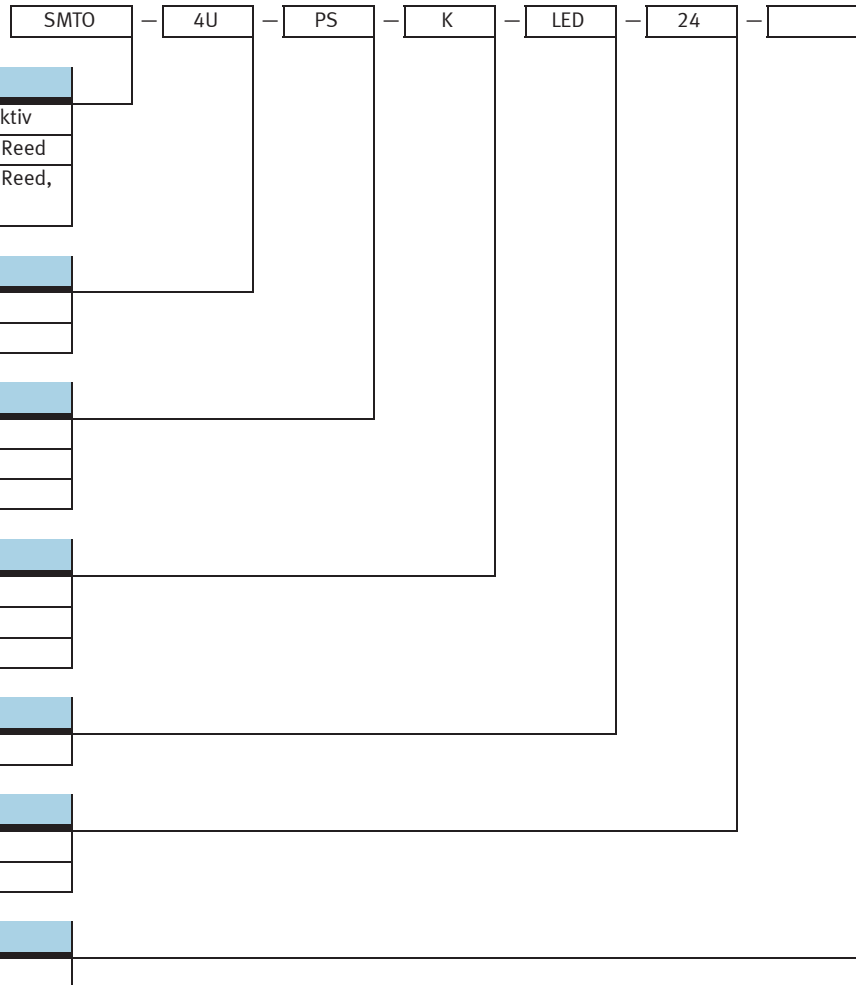 SMTO – 4U – PS – K – LED – 24 –
ktiv
Reed
Reed,